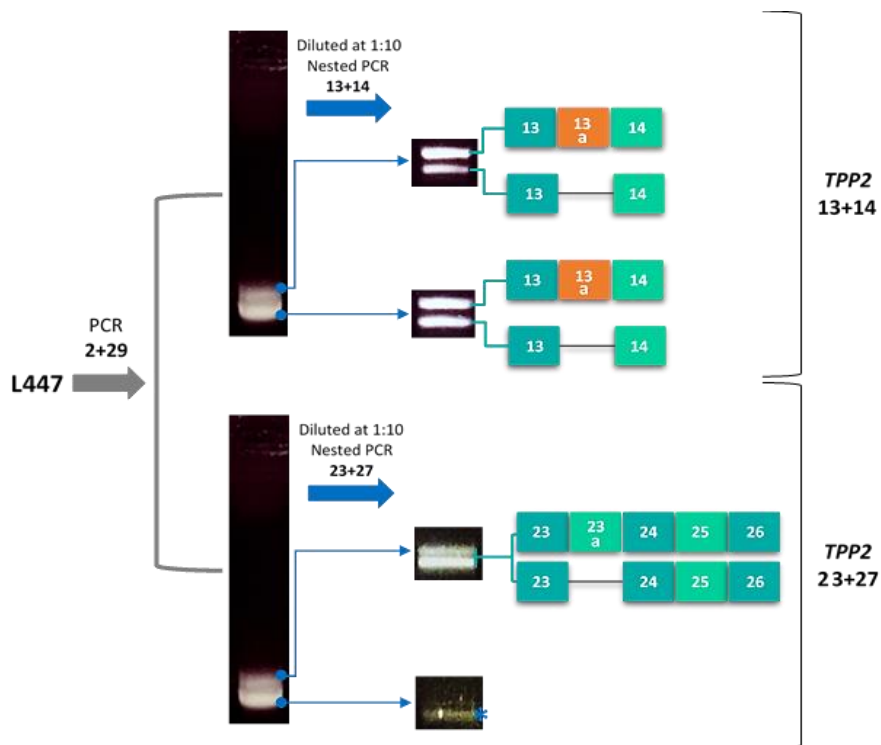 L447
PCR
2+29
Diluted at 1:10
Nested PCR
13+14
13
13
a
14
13
14
13
13
a
14
13
14
TPP2
13+14
Diluted at 1:10
Nested PCR
23+27
23
23
a
24
25
26
23
24
25
26
*
TPP2
23+27